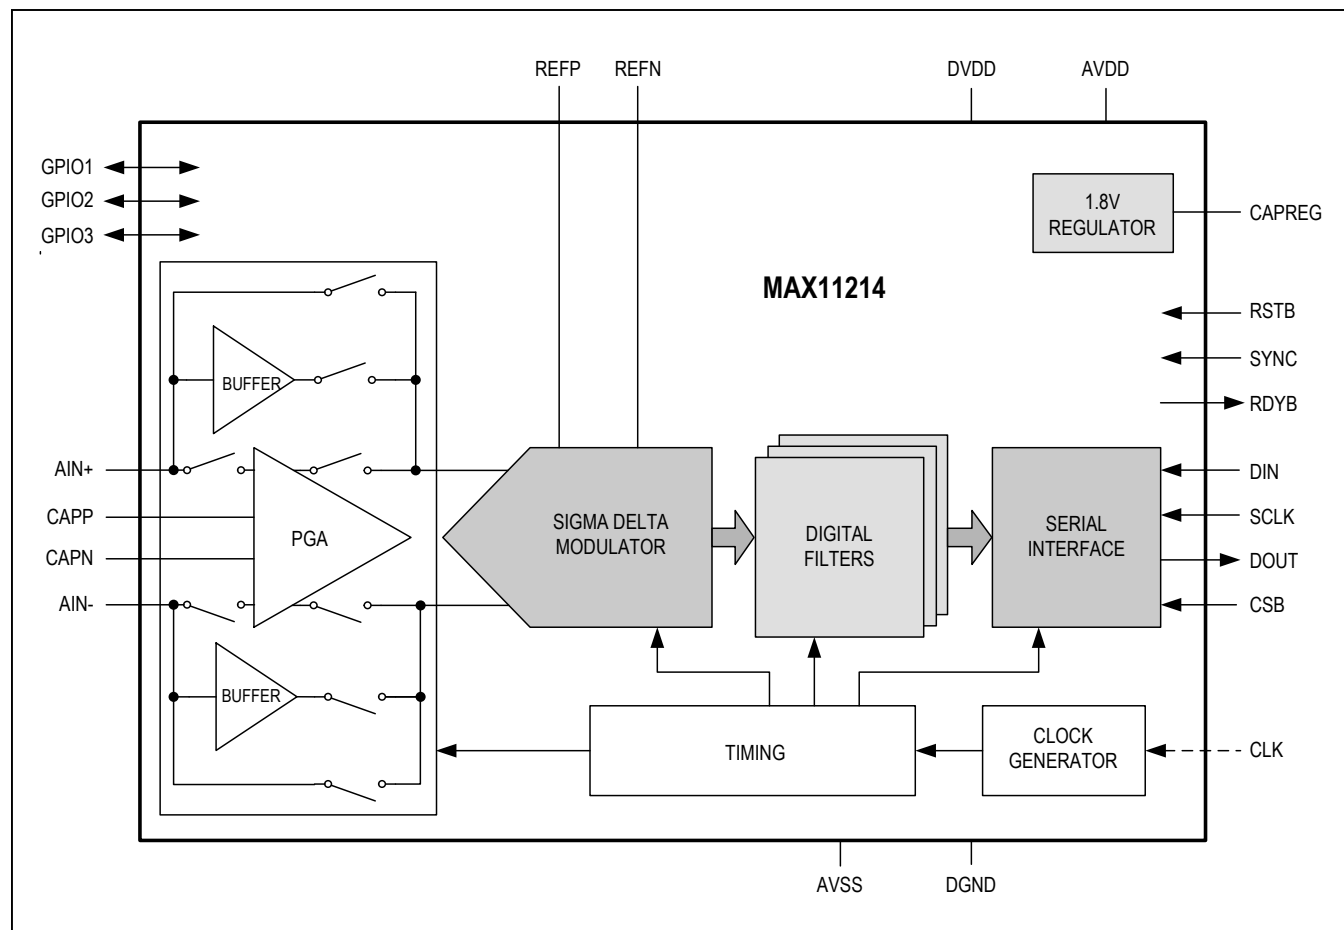 REFP
REFN
DVDD
AVDD
GPIO1
GPIO2
GPIO3
1.8V
REGULATOR
CAPREG
MAX11214
RSTB
SYNC
RDYB
BUFFER
AIN+
CAPP
CAPN
AIN-
PGA
SIGMA DELTA
MODULATOR
DIGITAL
FILTERS
SERIAL
INTERFACE
DIN
SCLK
DOUT
CSB
BUFFER
TIMING
CLOCK
GENERATOR
CLK
AVSS
DGND